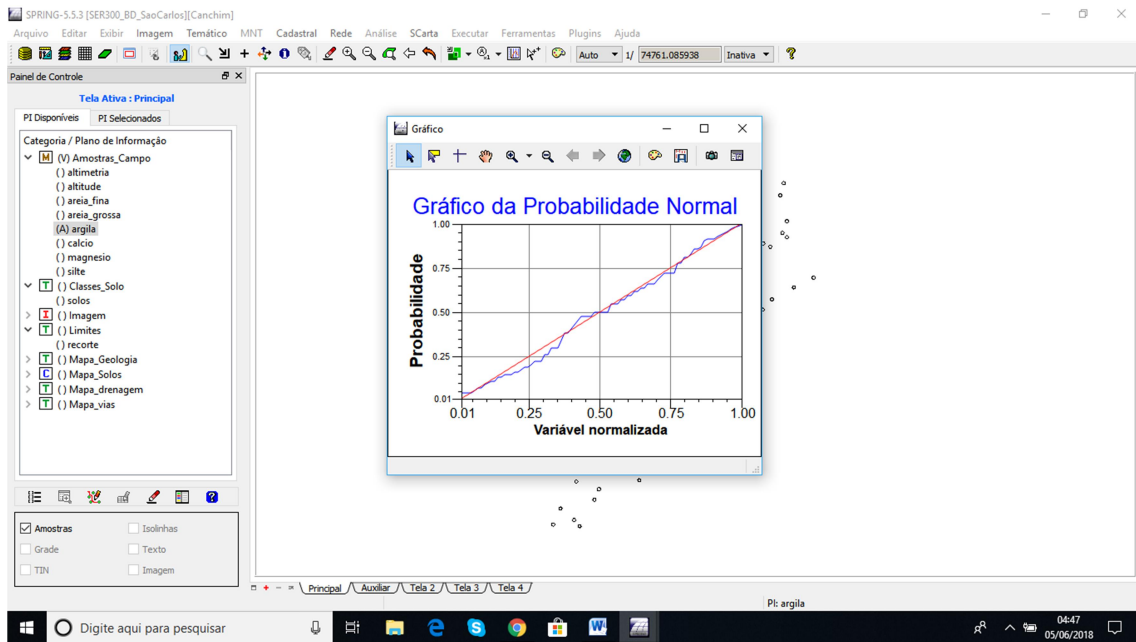 SPRING-5.5.3 [SER300_BD_SaoCarlos][Canchim]
Arquivo Editar Exibir Imagem Temático MNT Cadastral Rede Análise SCarta Executar Ferramentas Plugins Ajuda
Auto 1/ 74761.085938 Inativa
Painel de Controle
Tela Ativa : Principal
PI Disponíveis PI Selecionados
Categoria / Plano de Informação
M (V) Amostras_Campo
() altimetria
() altitude
() areia_fina
() areia_grossa
(A) argila
() calcio
() magnesio
() silte
T () Classes_Solo
() solos
I () Imagem
T () Limites
() recorte
T () Mapa_Geologia
C () Mapa_Solos
T () Mapa_drenagem
T () Mapa_vias
Amostras Isolinhas
Grade Texto
TIN Imagem
Gráfico
Gráfico da Probabilidade Normal
Probabilidade
1.00
0.75
0.50
0.25
0.01
0.01 0.25 0.50 0.75 1.00
Variável normalizada
Principal Auxiliar Tela 2 Tela 3 Tela 4
PI: argila
Digite aqui para pesquisar
04:47
05/06/2018